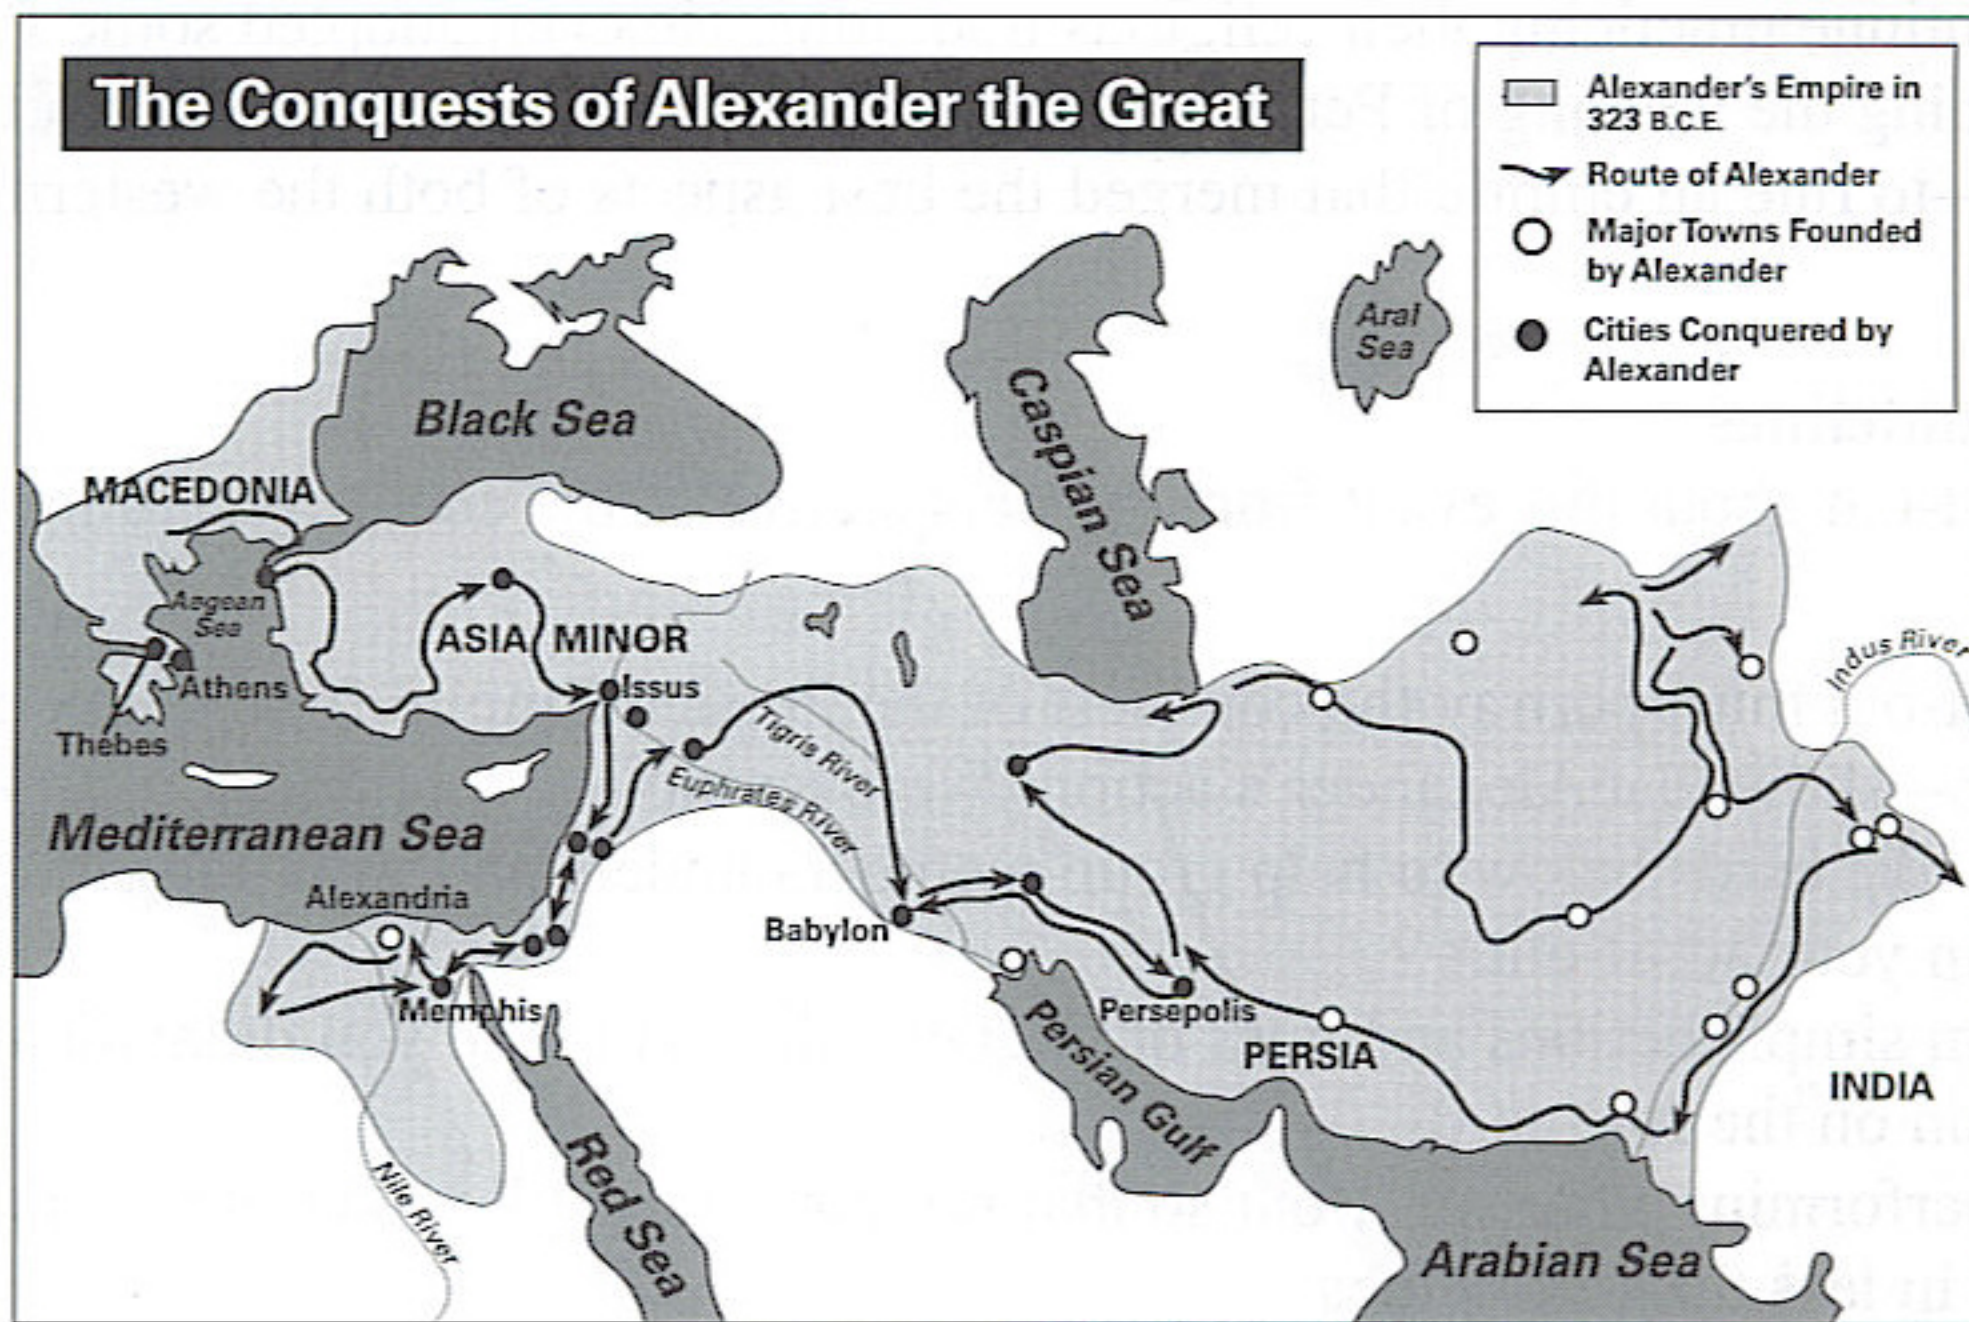 The Conquests of Alexander the Great
Alexander's Empire in
323 B.C.E.
Route of Alexander
Major Towns Founded
by Alexander
Cities Conquered by
Alexander
Aral
Sea
Black Sea
Caspian Sea
MACEDONIA
Aegean
Sea
ASIA MINOR
Indus River
Athens
Issus
Thebes
Tigris River
Euphrates River
Mediterranean Sea
Alexandria
Babylon
Memphis
Persepolis
Persian Gulf
PERSIA
INDIA
Nile River
Red Sea
Arabian Sea